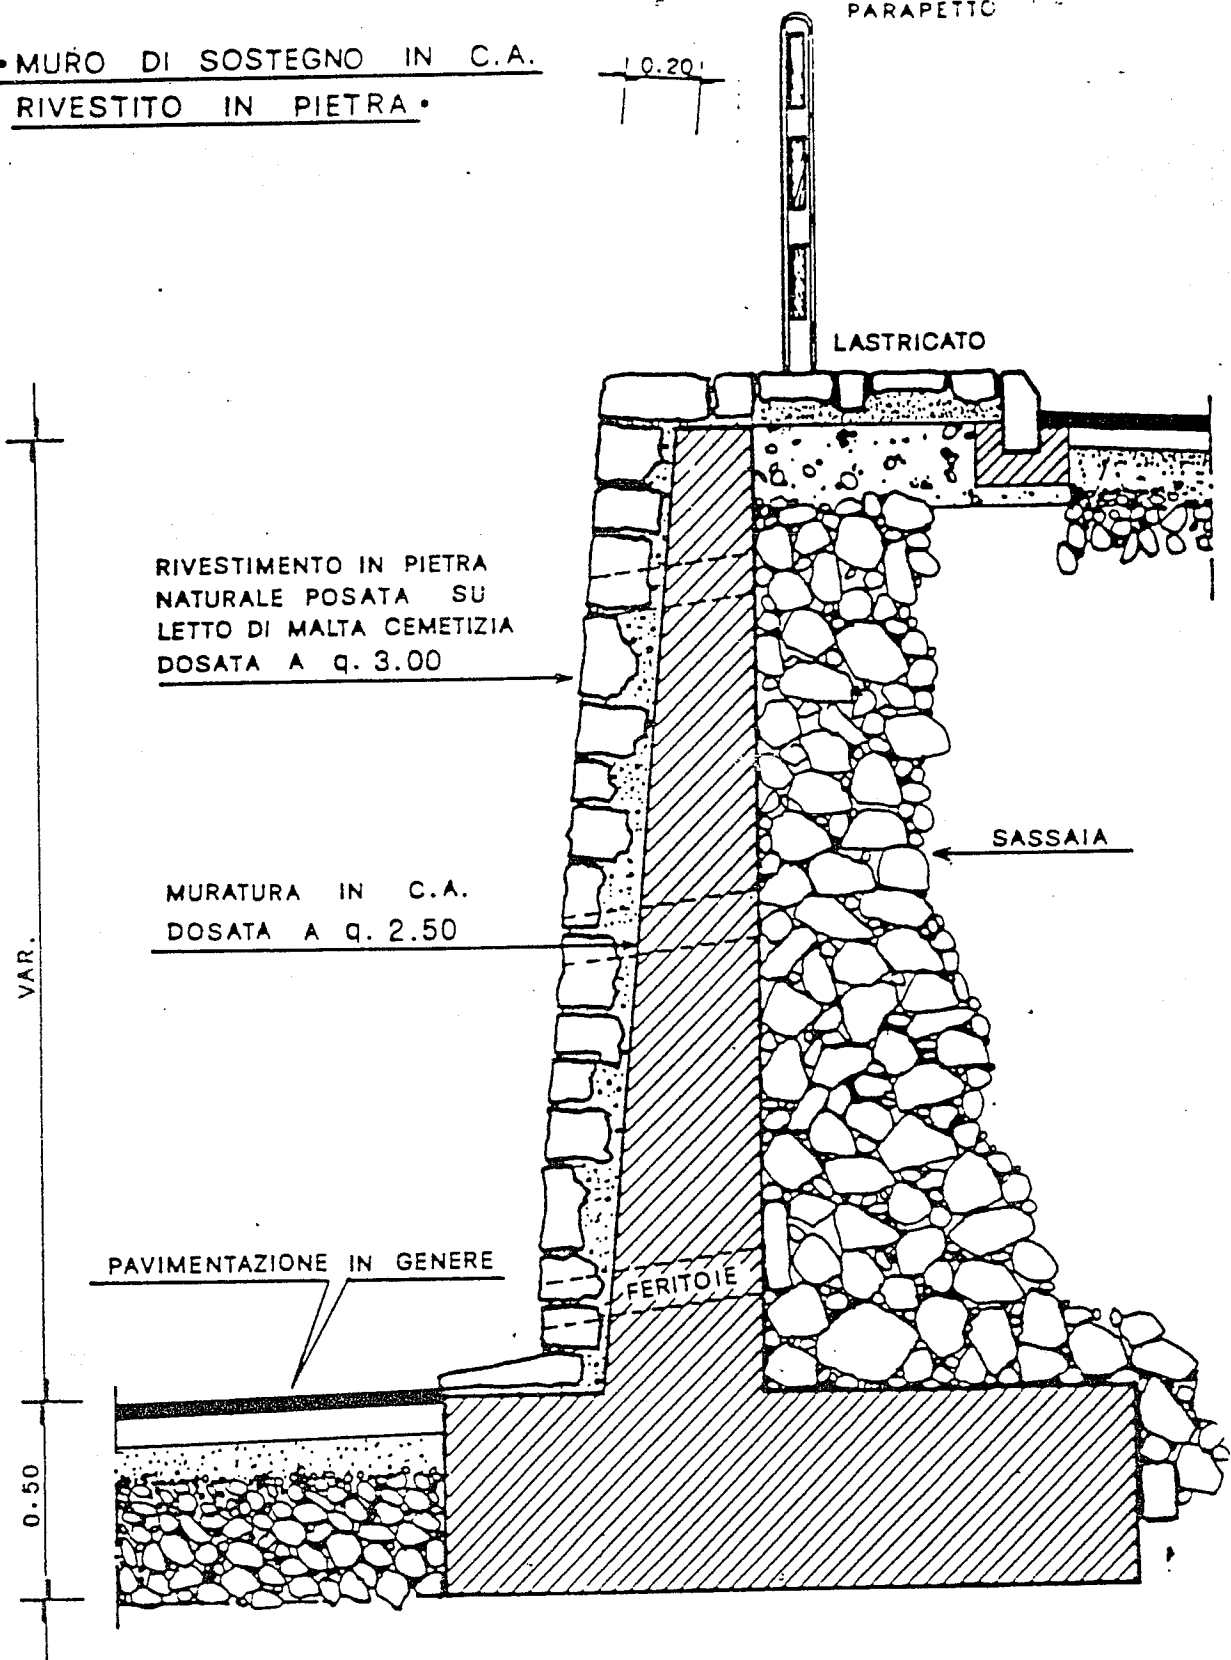 PARAPETTO
• MURO DI SOSTEGNO IN C.A.
RIVESTITO IN PIETRA •
0.20
LASTRICATO
RIVESTIMENTO IN PIETRA
NATURALE POSATA SU
LETTO DI MALTA CEMETIZIA
DOSATA A q. 3.00
SASSAIA
MURATURA IN C.A.
DOSATA A q. 2.50
VAR.
PAVIMENTAZIONE IN GENERE
FERITOIE
0.50